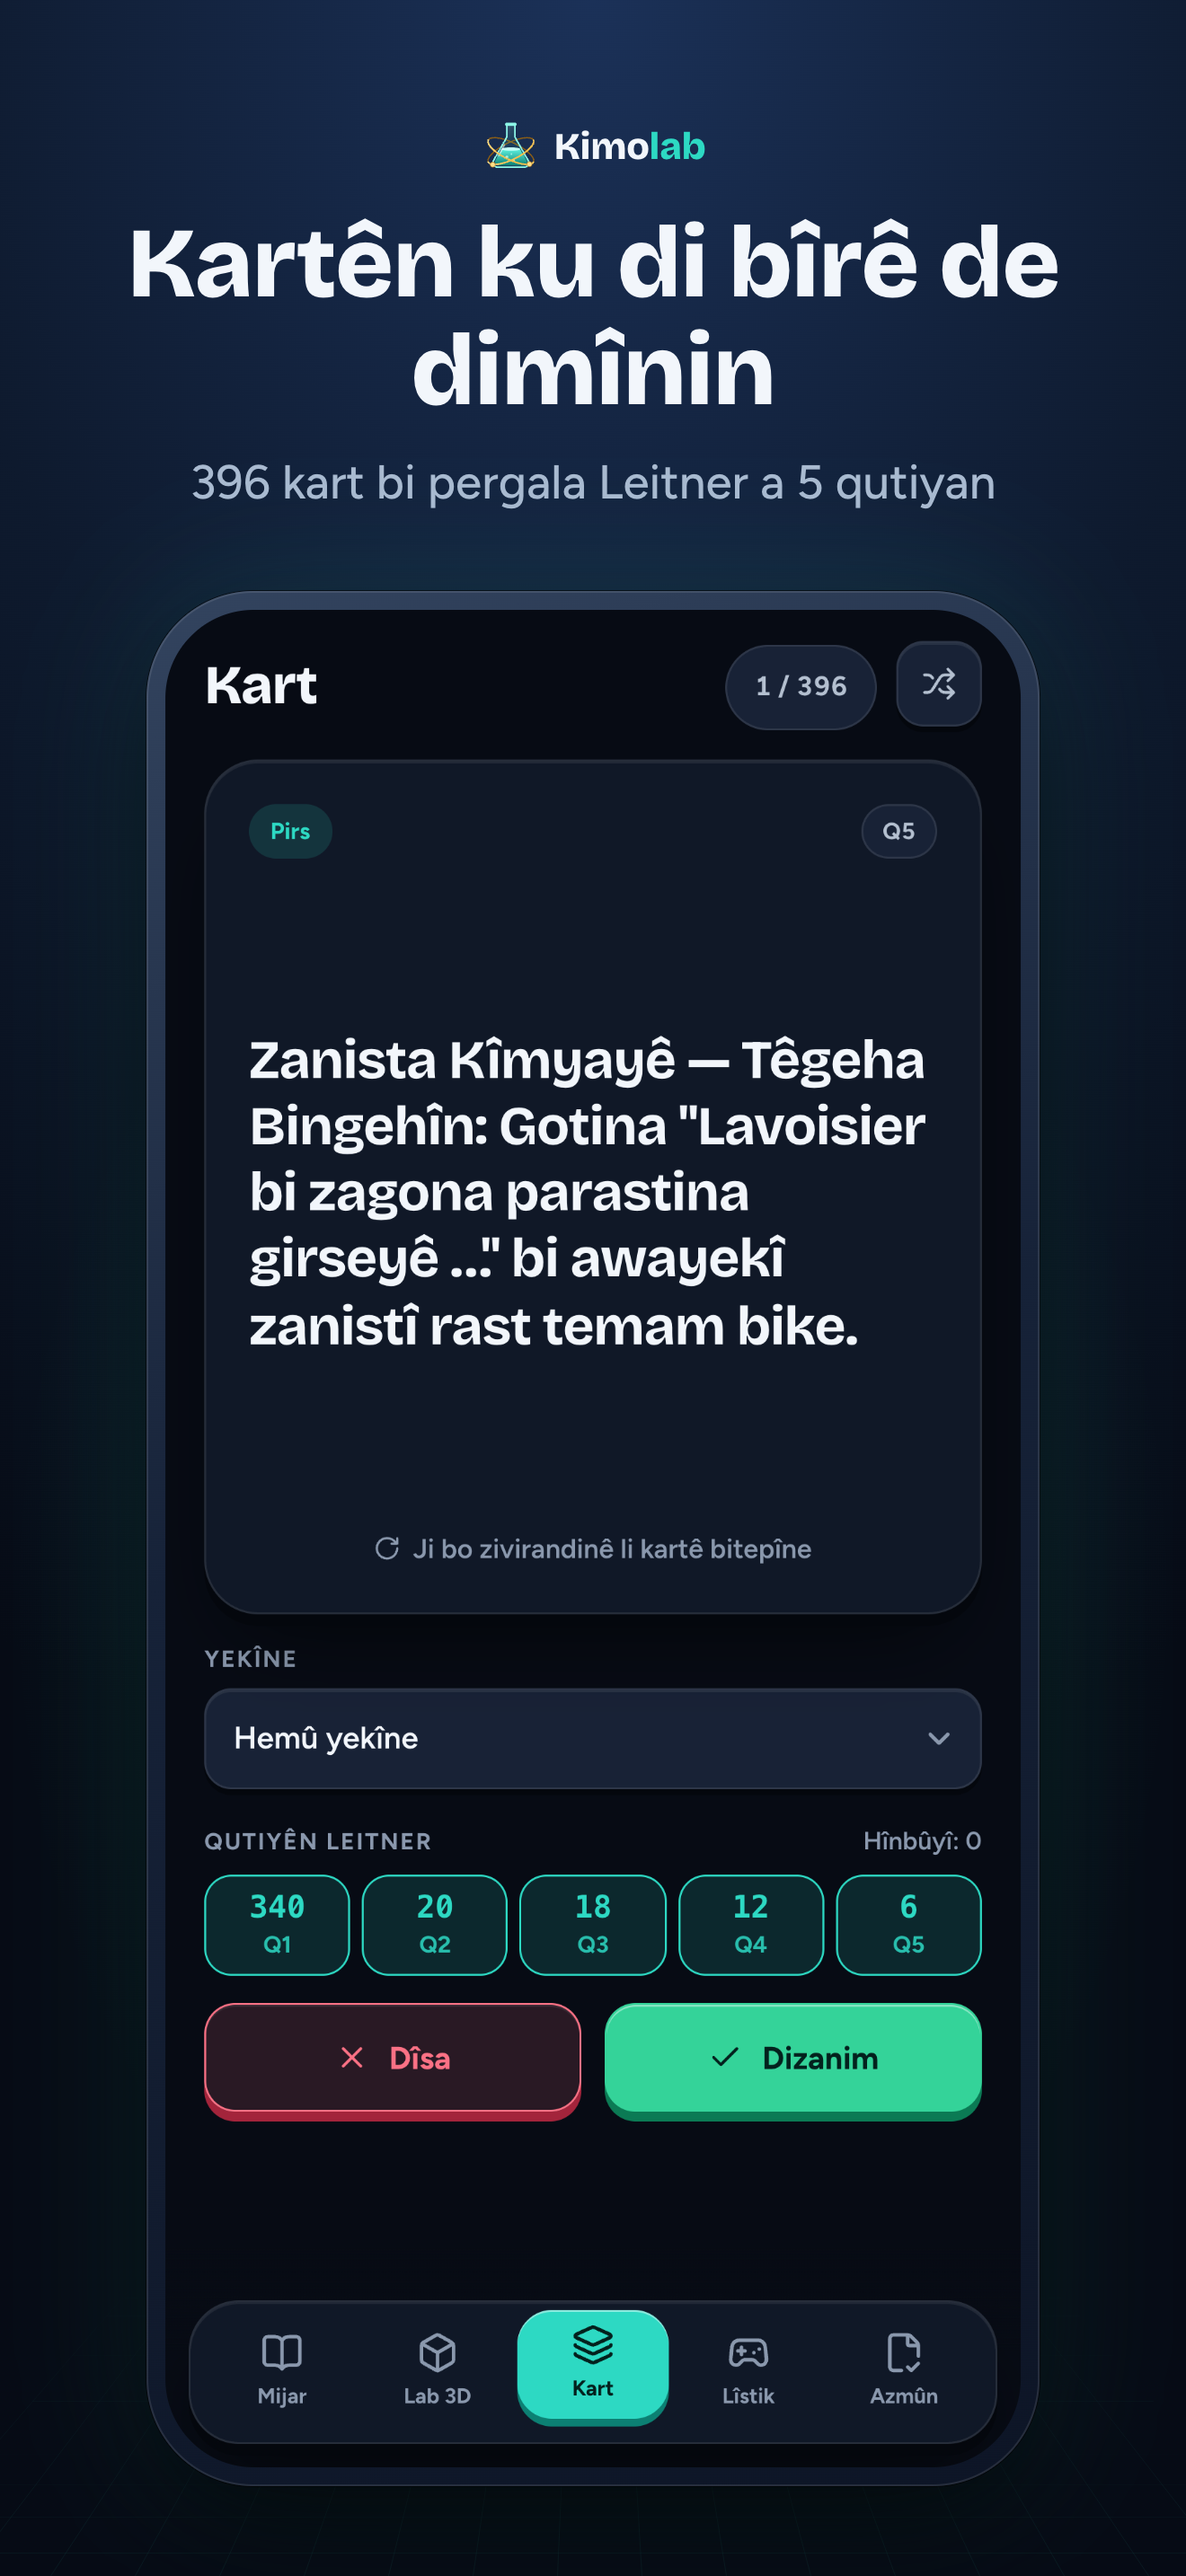 Kimolab
Kartên ku di bîrê de
dimînin
396 kart bi pergala Leitner a 5 qutiyan
Kart
1 / 396
Pirs
Q5
Zanista Kîmyayê — Têgeha
Bingehîn: Gotina "Lavoisier
bi zagona parastina
girseyê ..." bi awayekî
zanistî rast temam bike.
Ji bo zivirandinê li kartê bitepîne
YEKÎNE
Hemû yekîne
QUTIYÊN LEITNER
Hînbûyî: 0
340
20
18
12
6
Q1
Q2
Q3
Q4
Q5
Dîsa
Dizanim
Mijar
Lab 3D
Kart
Lîstik
Azmûn